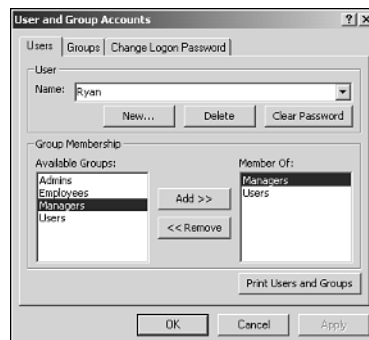 User and Group Accounts
Users Groups Change Logon Password
User
Name: Ryan
New... Delete Clear Password
Group Membership
Available Groups: Member Of:
Admins
Employees
Managers
Users
Add >>
<< Remove
Managers
Users
Print Users and Groups
OK Cancel Apply